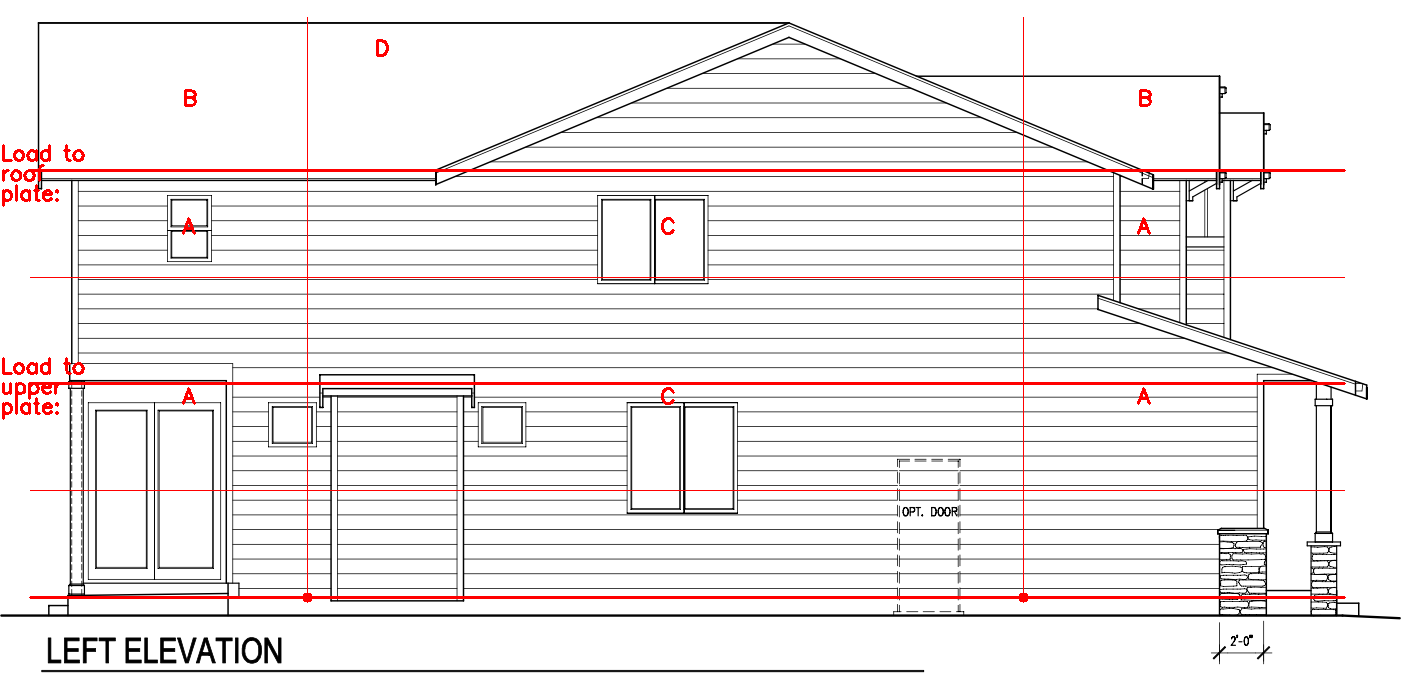 D
B
B
Load to
roof
plate:
A
C
A
Load to
upper
plate:
A
C
A
OPT. DOOR
2'-0"
LEFT ELEVATION